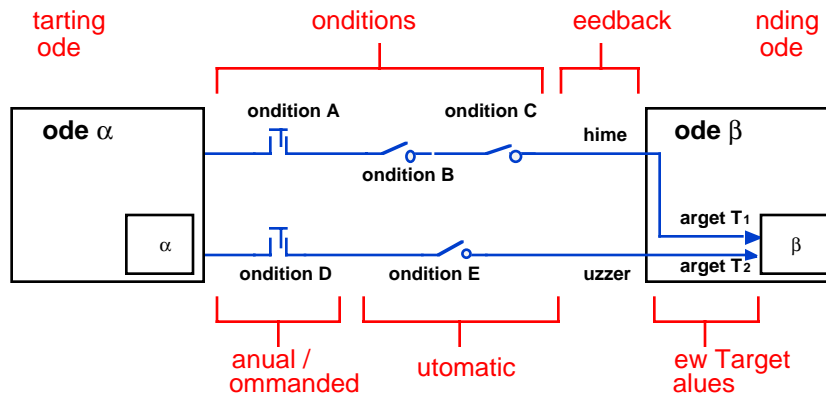 tarting
ode
onditions
eedback
nding
ode
ode α
ondition A
ondition C
hime
ode β
ondition B
arget T1
α
β
ondition D
ondition E
uzzer
arget T2
anual /
ommanded
utomatic
ew Target
alues